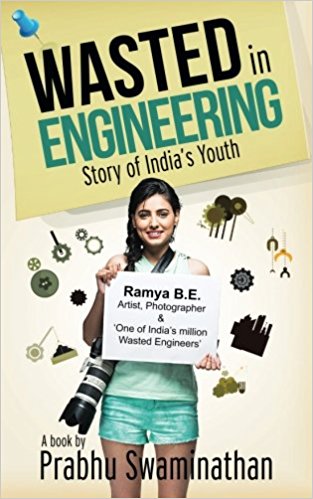 WASTED in
ENGINEERING
Story of India's Youth
Ramya B.E.
Artist, Photographer
&
'One of India's million
Wasted Engineers'
A book by
Prabhu Swaminathan